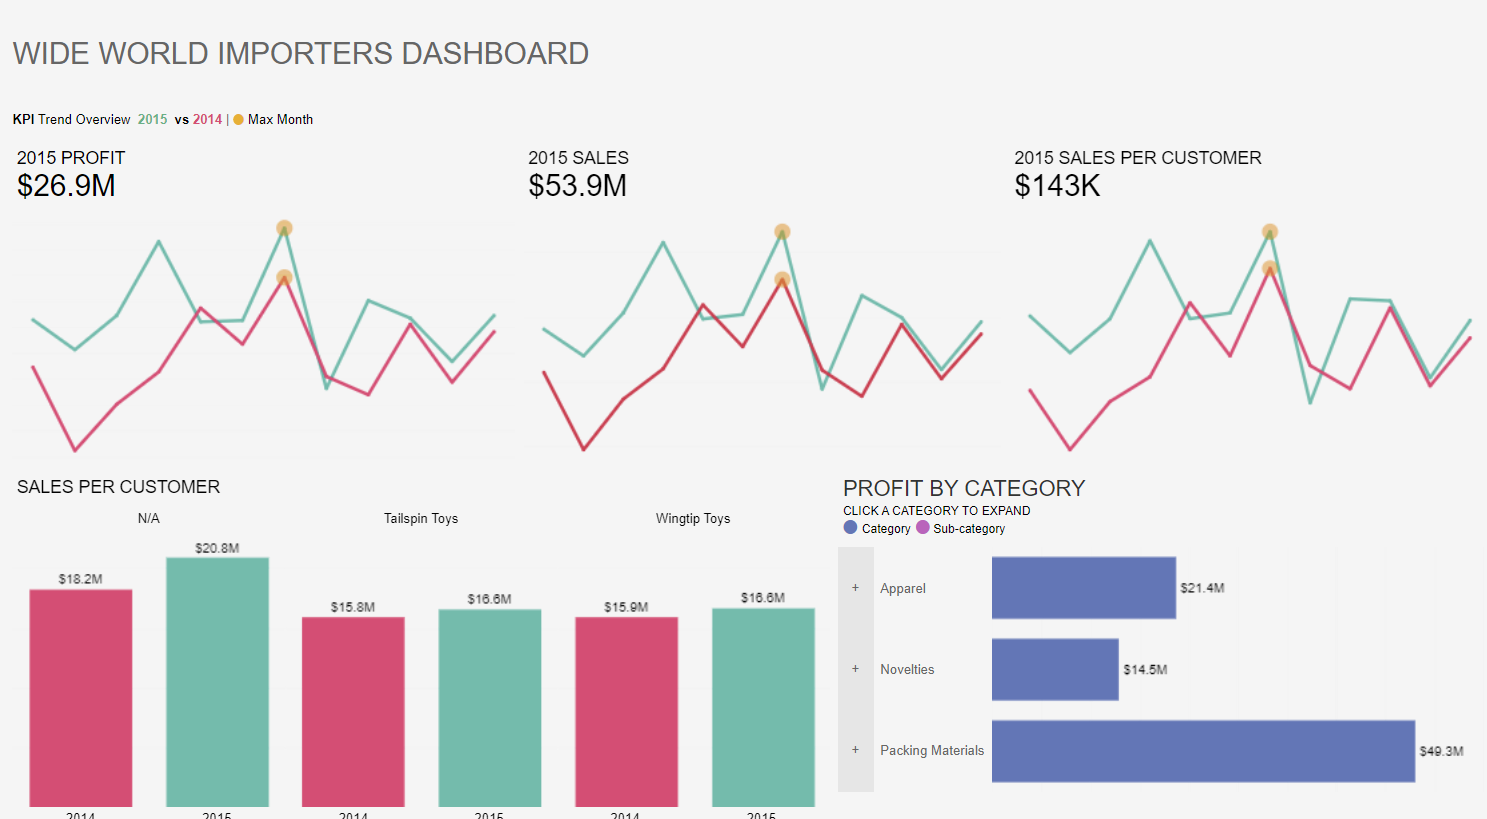 WIDE WORLD IMPORTERS DASHBOARD
KPI Trend Overview 2015 vs 2014 | Max Month
2015 PROFIT
$26.9M
2015 SALES
$53.9M
2015 SALES PER CUSTOMER
$143K
SALES PER CUSTOMER
N/A
Tailspin Toys
Wingtip Toys
$18.2M
$20.8M
$15.8M
$16.6M
$15.9M
$16.6M
2014
2015
2014
2015
2014
2015
PROFIT BY CATEGORY
CLICK A CATEGORY TO EXPAND
Category Sub-category
+ Apparel $21.4M
+ Novelties $14.5M
+ Packing Materials $49.3M